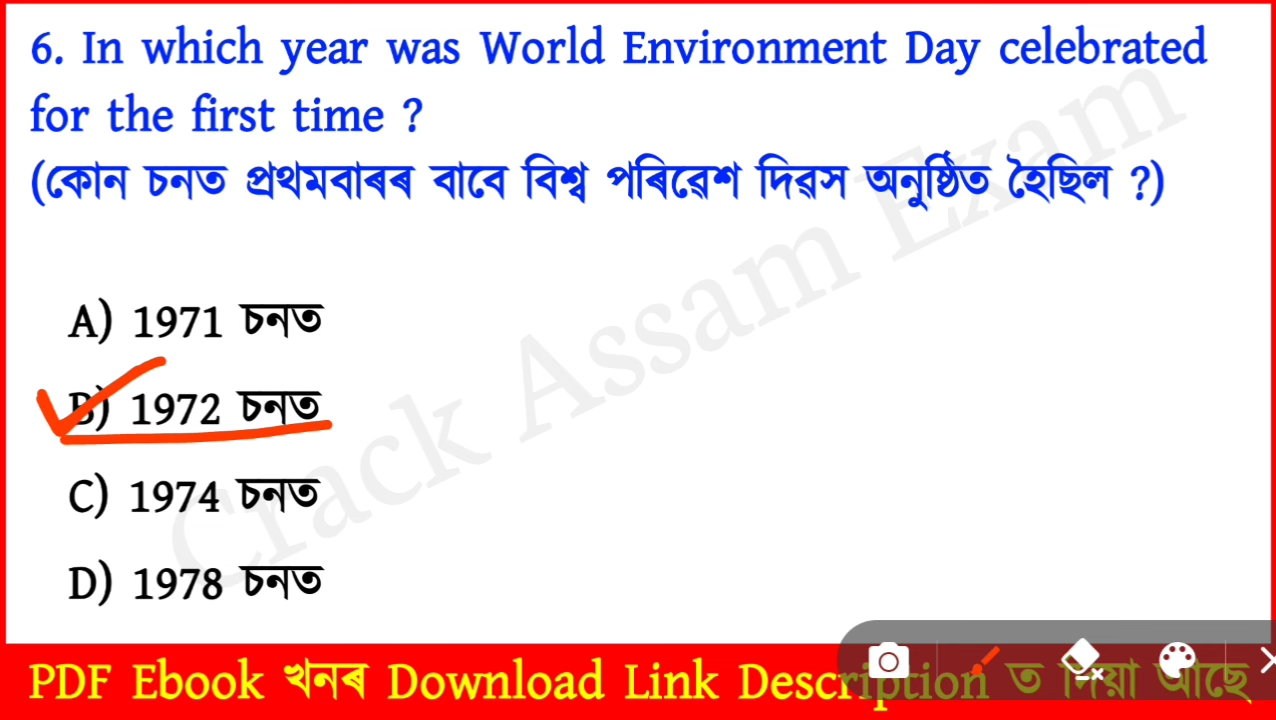 6. In which year was World Environment Day celebrated
for the first time ?
(কোন চনত প্ৰথমবাৰৰ বাবে বিশ্ব পৰিৱেশ দিৱস অনুষ্ঠিত হৈছিল ?)
A) 1971 চনত
B) 1972 চনত
C) 1974 চনত
D) 1978 চনত
Crack Assam Exam
PDF Ebook খনৰ Download Link Description ত দিয়া আছে